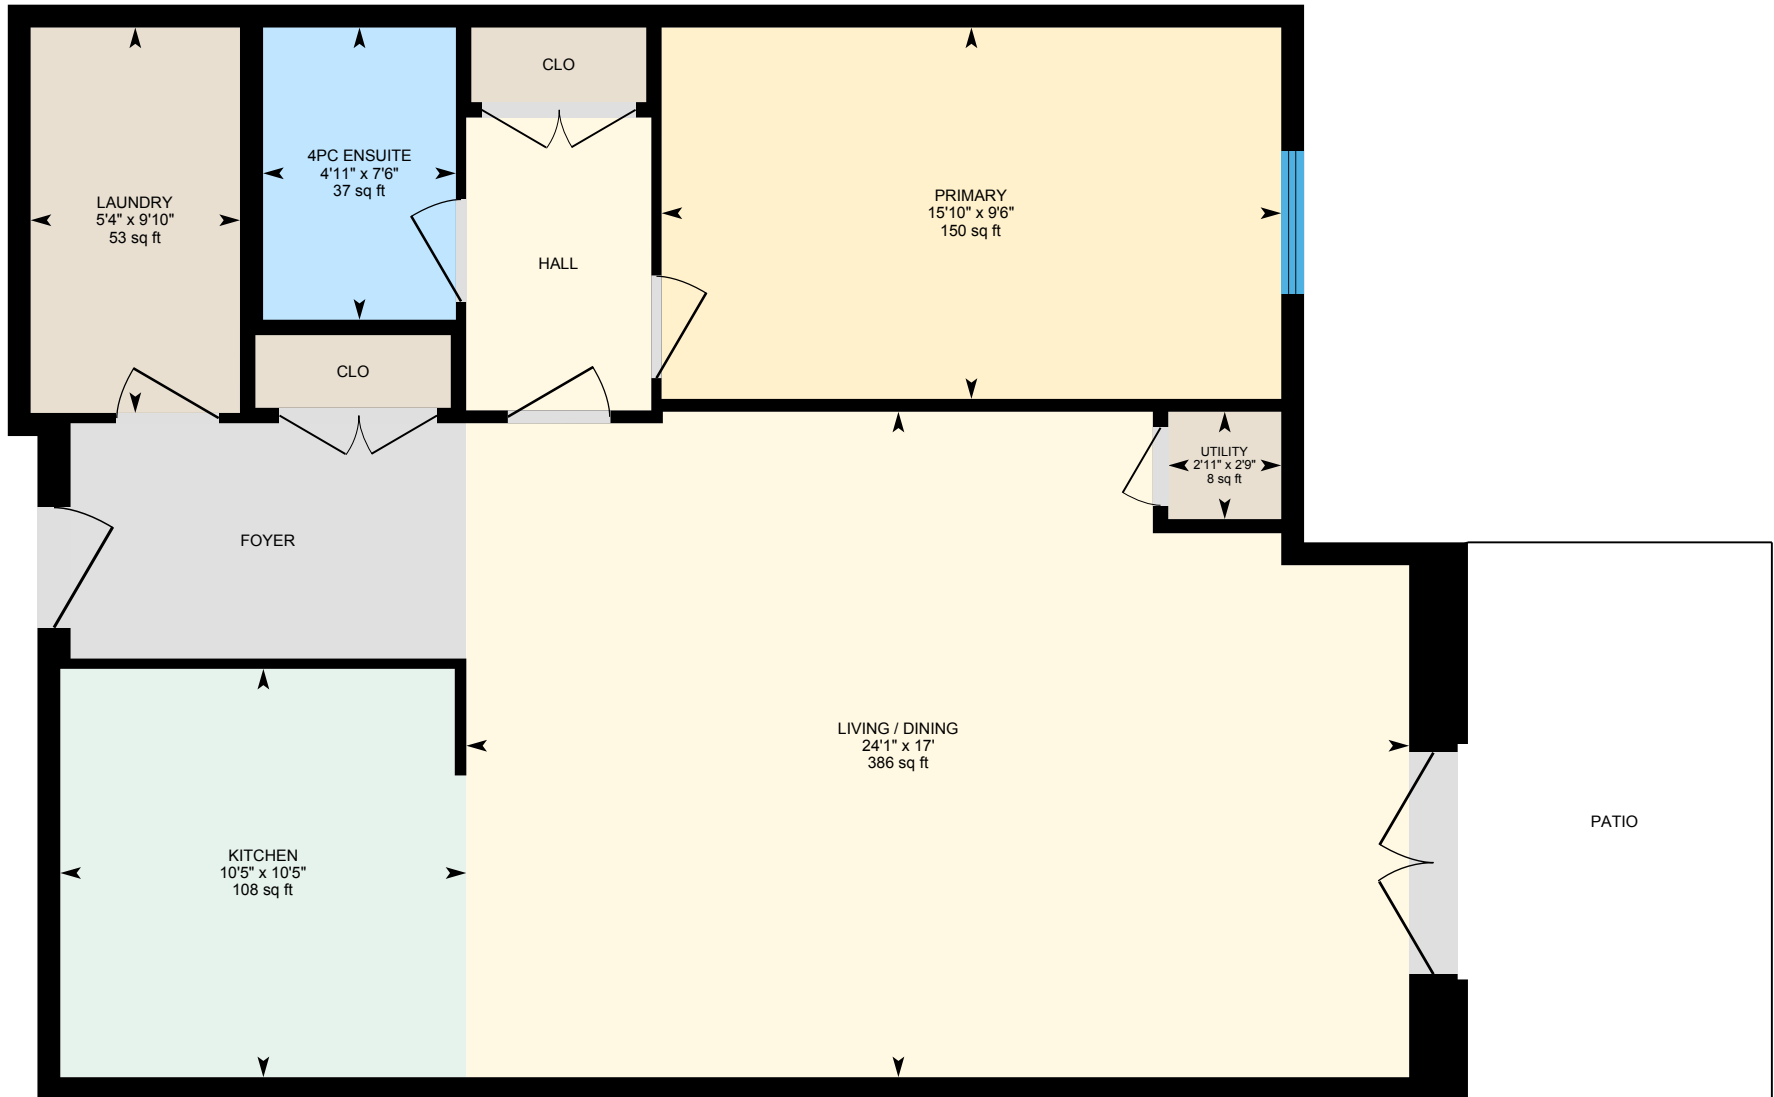 CLO
4PC ENSUITE
4'11" x 7'6"
37 sq ft
LAUNDRY
5'4" x 9'10"
53 sq ft
PRIMARY
15'10" x 9'6"
150 sq ft
HALL
CLO
UTILITY
2'11" x 2'9"
8 sq ft
FOYER
LIVING / DINING
24'1" x 17'
386 sq ft
PATIO
KITCHEN
10'5" x 10'5"
108 sq ft